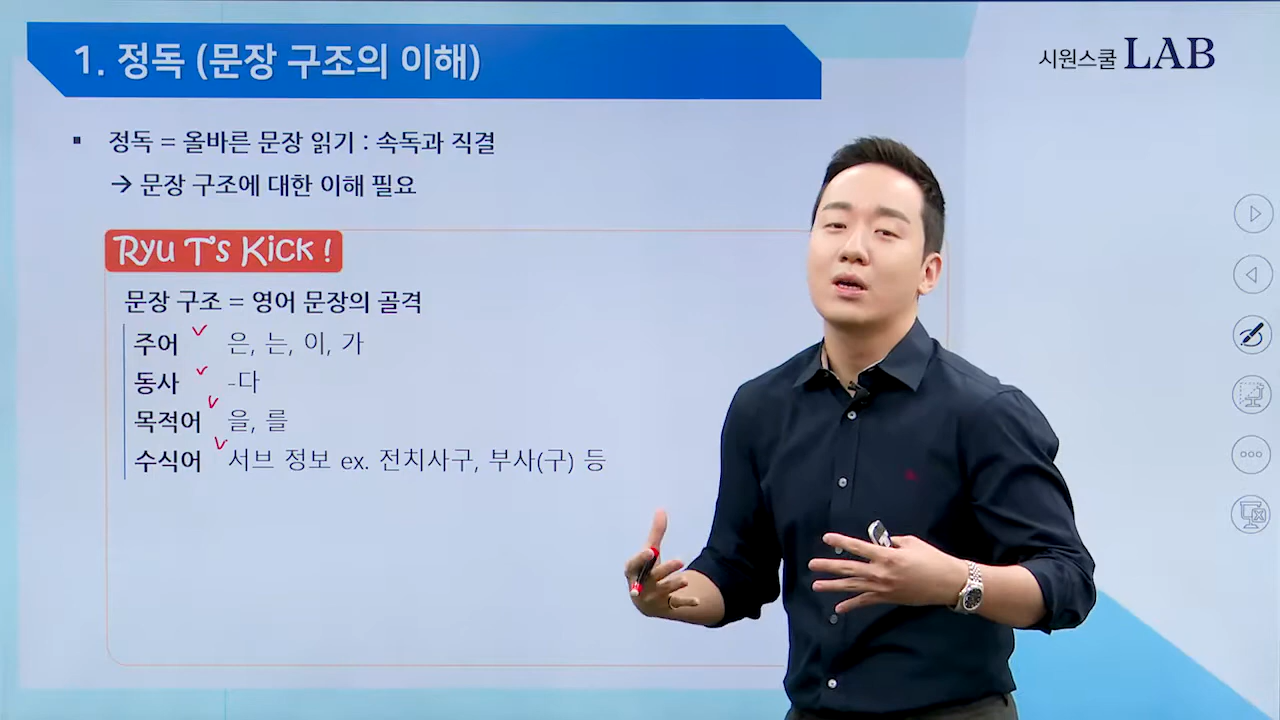 1. 정독 (문장 구조의 이해)
시원스쿨 LAB
▪ 정독 = 올바른 문장 읽기 : 속독과 직결
→ 문장 구조에 대한 이해 필요
Ryu T's Kick !
문장 구조 = 영어 문장의 골격
주어 은, 는, 이, 가
동사 -다
목적어 을, 를
수식어 서브 정보 ex. 전치사구, 부사(구) 등